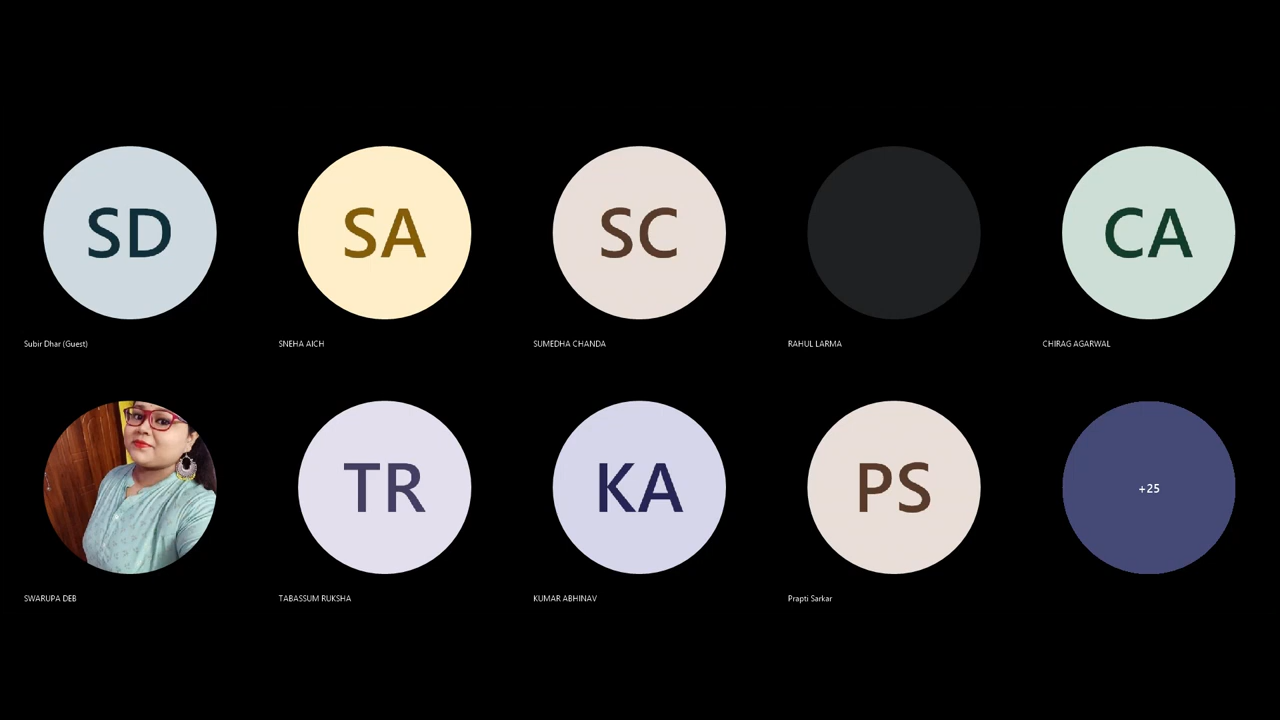 SD
SA
SC
CA
Subir Dhar (Guest)
SNEHA AICH
SUMEDHA CHANDA
RAHUL LARMA
CHIRAG AGARWAL
TR
KA
PS
+25
SWARUPA DEB
TABASSUM RUKSHA
KUMAR ABHINAV
Prapti Sarkar